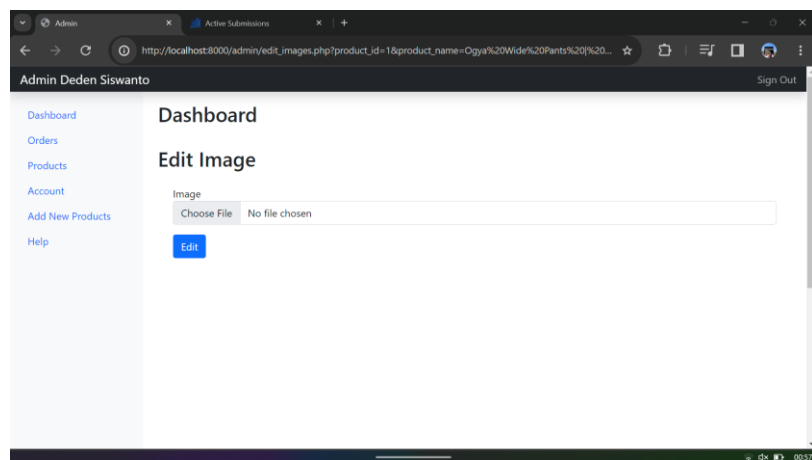 Admin
Active Submissions
http://localhost:8000/admin/edit_images.php?product_id=1&product_name=Ogya%20Wide%20Pants%20|%20...
Admin Deden Siswanto
Sign Out
Dashboard
Orders
Products
Account
Add New Products
Help
Dashboard
Edit Image
Image
Choose File No file chosen
Edit